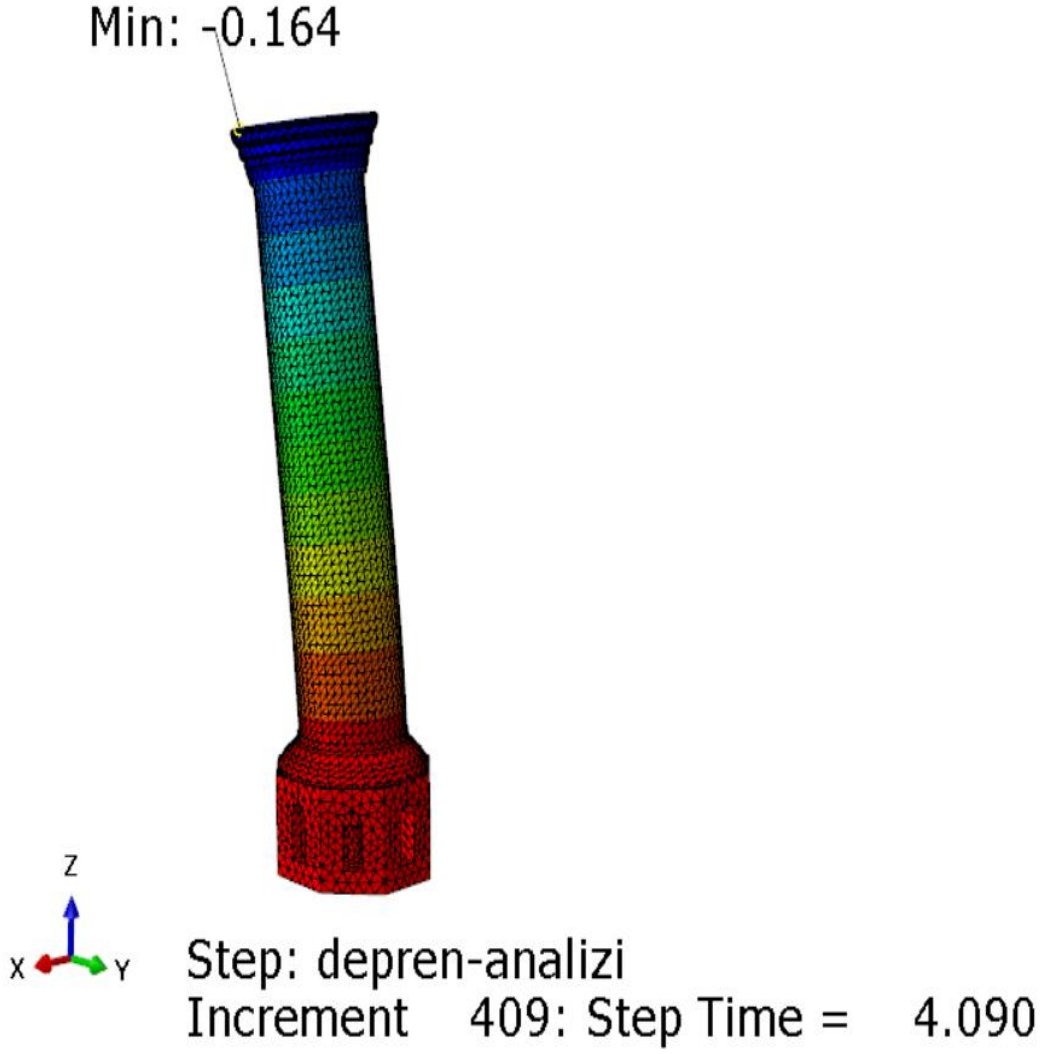 Min: -0.164
Z
X
Y
Step: depren-analizi
Increment 409: Step Time = 4.090